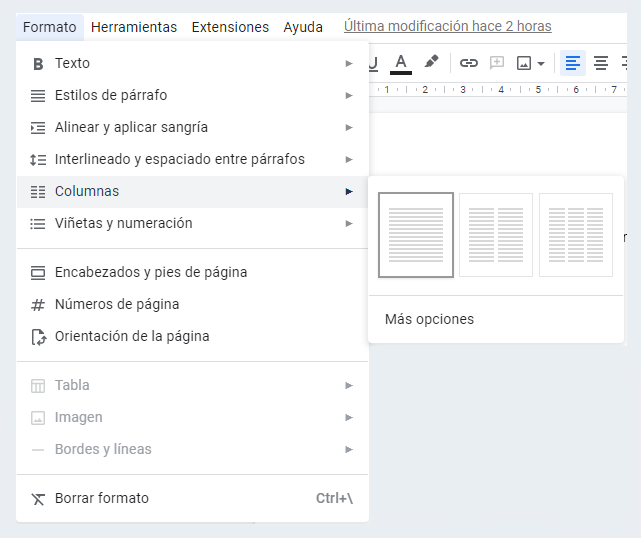 Formato Herramientas Extensiones Ayuda Última modificación hace 2 horas
B Texto
U A
1 2 3 4 5 6 7
Estilos de párrafo
Alinear y aplicar sangría
Interlineado y espaciado entre párrafos
Columnas
Viñetas y numeración
Más opciones
Encabezados y pies de página
# Números de página
Orientación de la página
Tabla
Imagen
Bordes y líneas
Borrar formato Ctrl+\